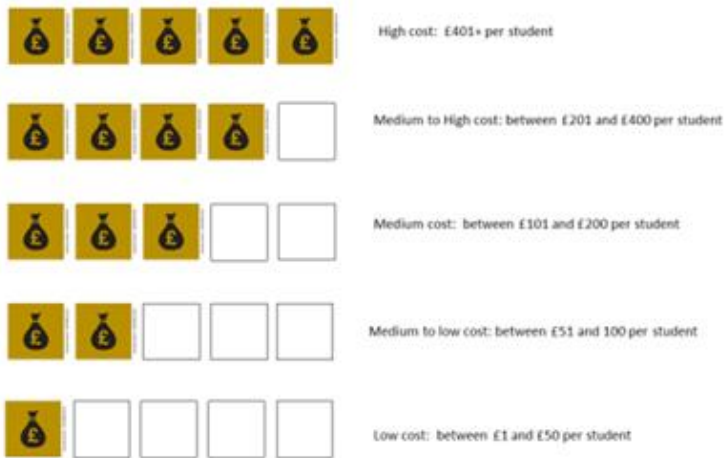 £ £ £ £ £ High cost: £401+ per student
£ £ £ £ Medium to High cost: between £201 and £400 per student
£ £ £ Medium cost: between £101 and £200 per student
£ £ Medium to low cost: between £51 and 100 per student
£ Low cost: between £1 and £50 per student